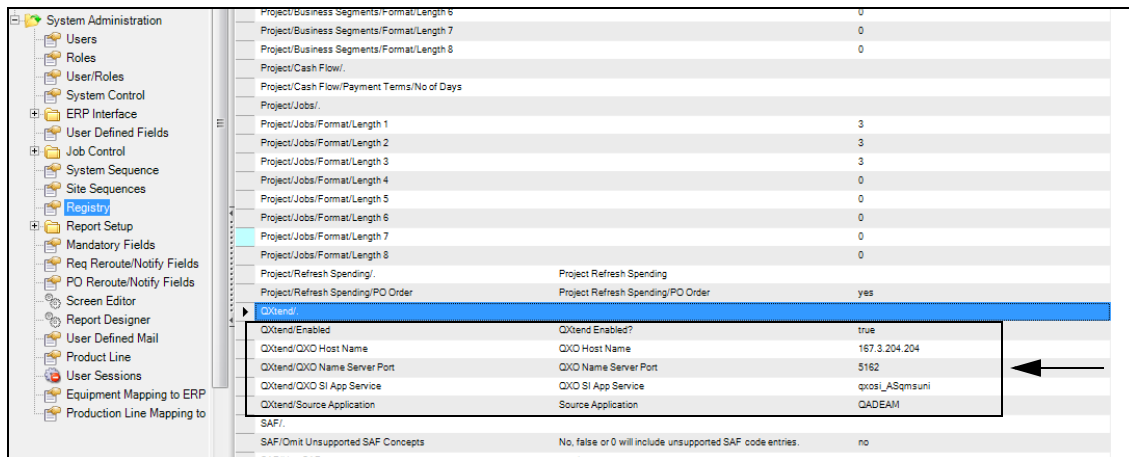 System Administration
Users
Roles
User/Roles
System Control
ERP Interface
User Defined Fields
Job Control
System Sequence
Site Sequences
Registry
Report Setup
Mandatory Fields
Req Reroute/Notify Fields
PO Reroute/Notify Fields
Screen Editor
Report Designer
User Defined Mail
Product Line
User Sessions
Equipment Mapping to ERP
Production Line Mapping to
Project/Business Segments/Format/Length 6 0
Project/Business Segments/Format/Length 7 0
Project/Business Segments/Format/Length 8 0
Project/Cash Flow/.
Project/Cash Flow/Payment Terms/No of Days
Project/Jobs/.
Project/Jobs/Format/Length 1 3
Project/Jobs/Format/Length 2 3
Project/Jobs/Format/Length 3 3
Project/Jobs/Format/Length 4 0
Project/Jobs/Format/Length 5 0
Project/Jobs/Format/Length 6 0
Project/Jobs/Format/Length 7 0
Project/Jobs/Format/Length 8 0
Project/Refresh Spending/. Project Refresh Spending
Project/Refresh Spending/PO Order Project Refresh Spending/PO Order yes
QXtend/.
QXtend/Enabled QXtend Enabled? true
QXtend/QXO Host Name QXO Host Name 167.3.204.204
QXtend/QXO Name Server Port QXO Name Server Port 5162
QXtend/QXO SI App Service QXO SI App Service qxosi_ASqmsuni
QXtend/Source Application Source Application QADEAM
SAF/.
SAF/Omit Unsupported SAF Concepts No, false or 0 will include unsupported SAF code entries. no